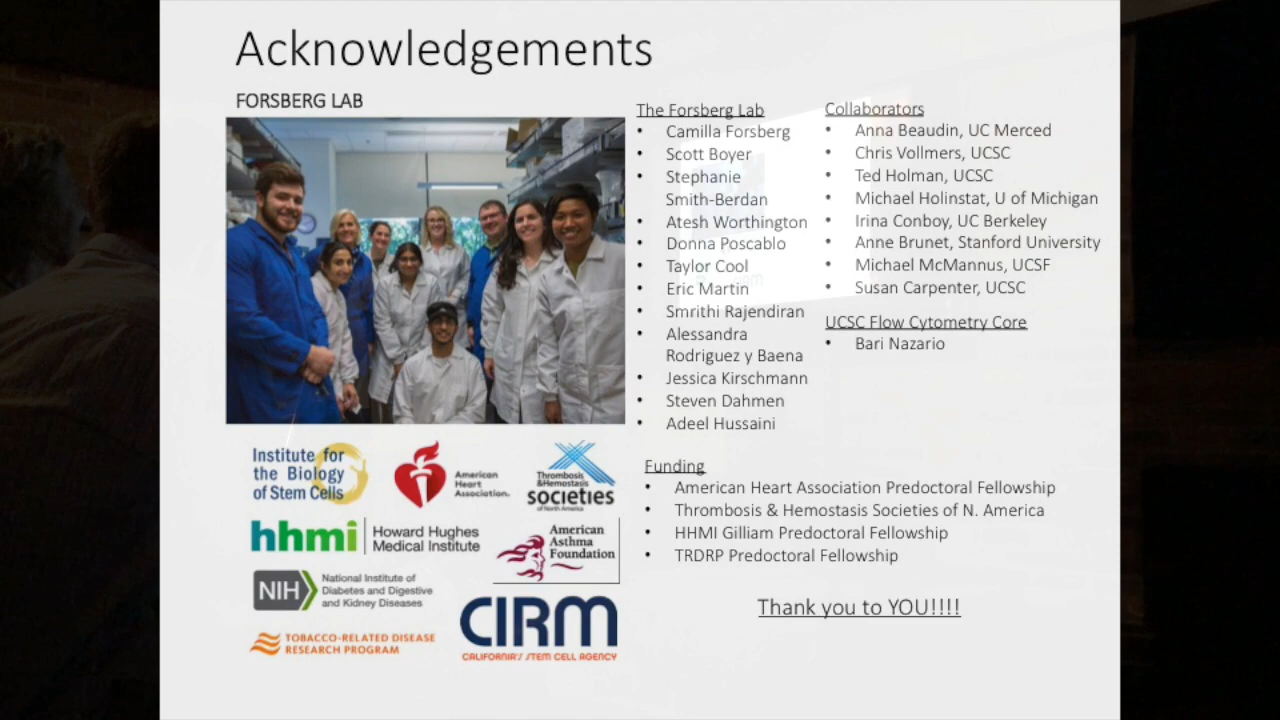 Acknowledgements
FORSBERG LAB
The Forsberg Lab
• Camilla Forsberg
• Scott Boyer
• Stephanie
Smith-Berdan
• Atesh Worthington
• Donna Poscablo
• Taylor Cool
• Eric Martin
• Smrithi Rajendiran
• Alessandra
Rodriguez y Baena
• Jessica Kirschmann
• Steven Dahmen
• Adeel Hussaini
Collaborators
• Anna Beaudin, UC Merced
• Chris Vollmers, UCSC
• Ted Holman, UCSC
• Michael Holinstat, U of Michigan
• Irina Conboy, UC Berkeley
• Anne Brunet, Stanford University
• Michael McMannus, UCSF
• Susan Carpenter, UCSC
UCSC Flow Cytometry Core
• Bari Nazario
Institute for
the Biology
of Stem Cells
American
Heart
Association®
Thrombosis
&Hemostasis
societies
of North America
hhmi
Howard Hughes
Medical Institute
American
Asthma
Foundation
NIH
National Institute of
Diabetes and Digestive
and Kidney Diseases
TOBACCO-RELATED DISEASE
RESEARCH PROGRAM
CIRM
CALIFORNIA'S STEM CELL AGENCY
Funding
• American Heart Association Predoctoral Fellowship
• Thrombosis & Hemostasis Societies of N. America
• HHMI Gilliam Predoctoral Fellowship
• TRDRP Predoctoral Fellowship
Thank you to YOU!!!!